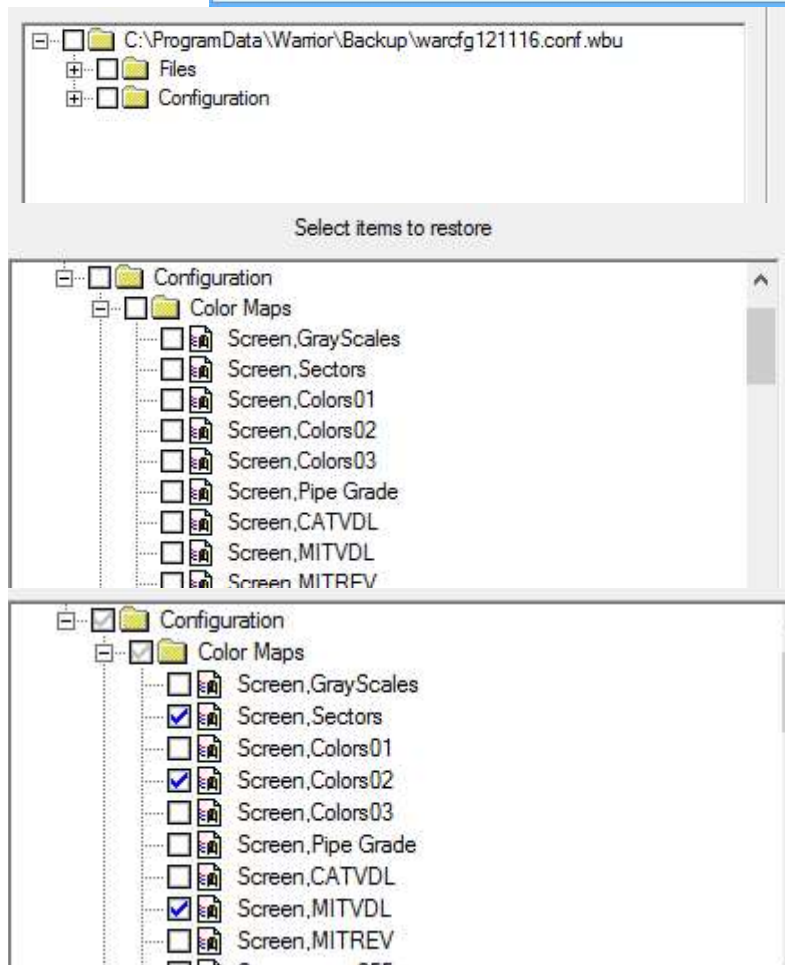 C:\ProgramData\Warrior\Backup\warcfg121116.conf.wbu
Files
Configuration
Select items to restore
Configuration
Color Maps
Screen,GrayScales
Screen,Sectors
Screen,Colors01
Screen,Colors02
Screen,Colors03
Screen,Pipe Grade
Screen,CATVDL
Screen,MITVDL
Screen,MITREV
Configuration
Color Maps
Screen,GrayScales
Screen,Sectors
Screen,Colors01
Screen,Colors02
Screen,Colors03
Screen,Pipe Grade
Screen,CATVDL
Screen,MITVDL
Screen,MITREV